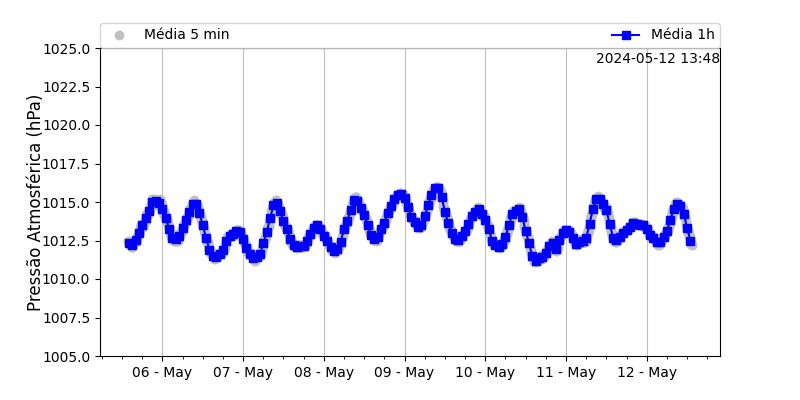 Média 5 min
Média 1h
2024-05-12 13:48
Pressão Atmosférica (hPa)
1025.0
1022.5
1020.0
1017.5
1015.0
1012.5
1010.0
1007.5
1005.0
06 - May
07 - May
08 - May
09 - May
10 - May
11 - May
12 - May